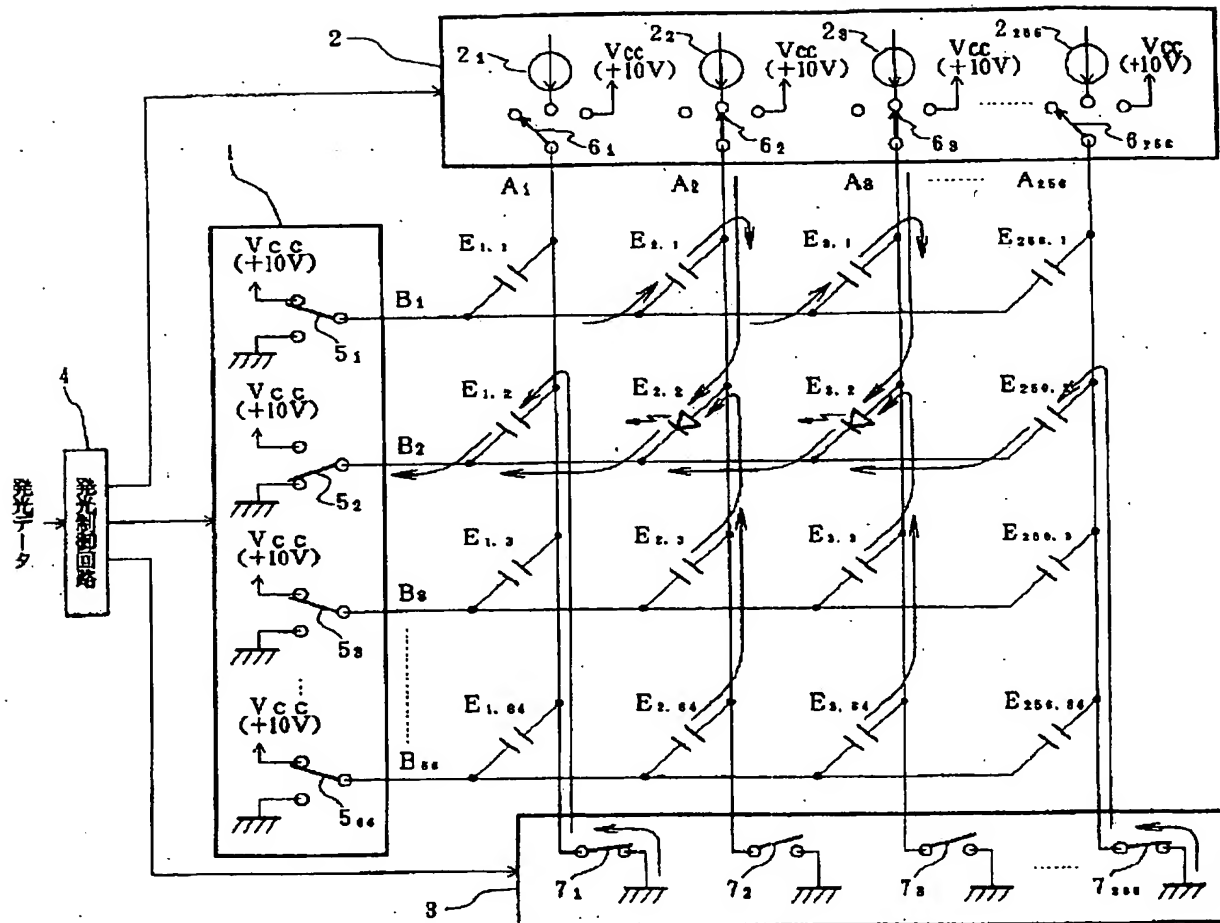 2
2₁
2₂
2₃
2₂₅₆
Vcc
(+10V)
Vcc
(+10V)
Vcc
(+10V)
Vcc
(+10V)
6₁
6₂
6₃
6₂₅₆
1
A₁
A₂
A₃
A₂₅₆
Vcc
(+10V)
E₁.₁
E₂.₁
E₃.₁
E₂₅₆.₁
B₁
5₁
4
Vcc
(+10V)
E₁.₂
E₂.₂
E₃.₂
B₂
5₂
発光データ
発光制御回路
Vcc
(+10V)
E₁.₃
E₂.₃
E₃.₃
B₃
5₃
Vcc
(+10V)
E₁.₆₄
E₂.₆₄
E₃.₆₄
E₂₅₆.₆₄
5₆₄
7₁
7₂
7₃
7₂₅₆
3